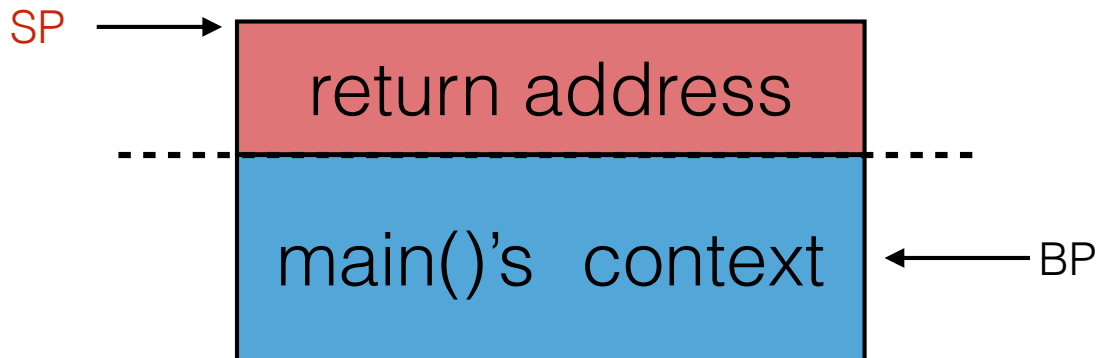 SP
return address
main()’s context
BP